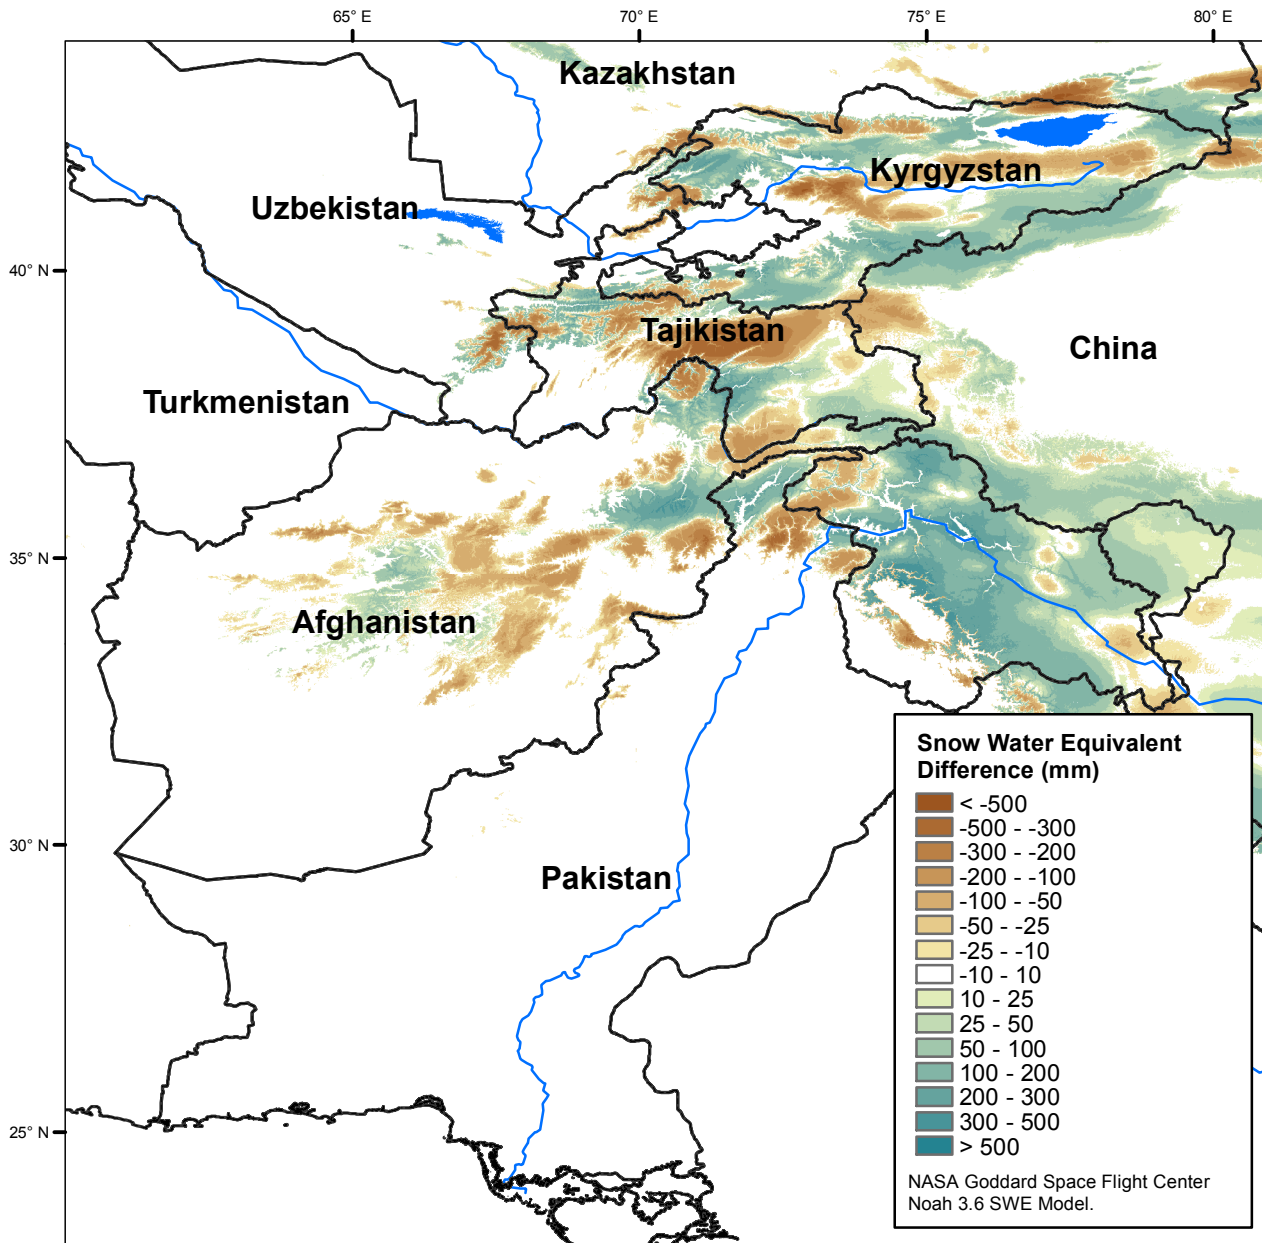 65° E
70° E
75° E
80° E
Kazakhstan
Kyrgyzstan
Uzbekistan
40° N
Tajikistan
China
Turkmenistan
35° N
Afghanistan
Snow Water Equivalent
Difference (mm)
< -500
-500 - -300
-300 - -200
-200 - -100
-100 - -50
-50 - -25
-25 - -10
-10 - 10
10 - 25
25 - 50
50 - 100
100 - 200
200 - 300
300 - 500
> 500
NASA Goddard Space Flight Center
Noah 3.6 SWE Model.
30° N
Pakistan
25° N